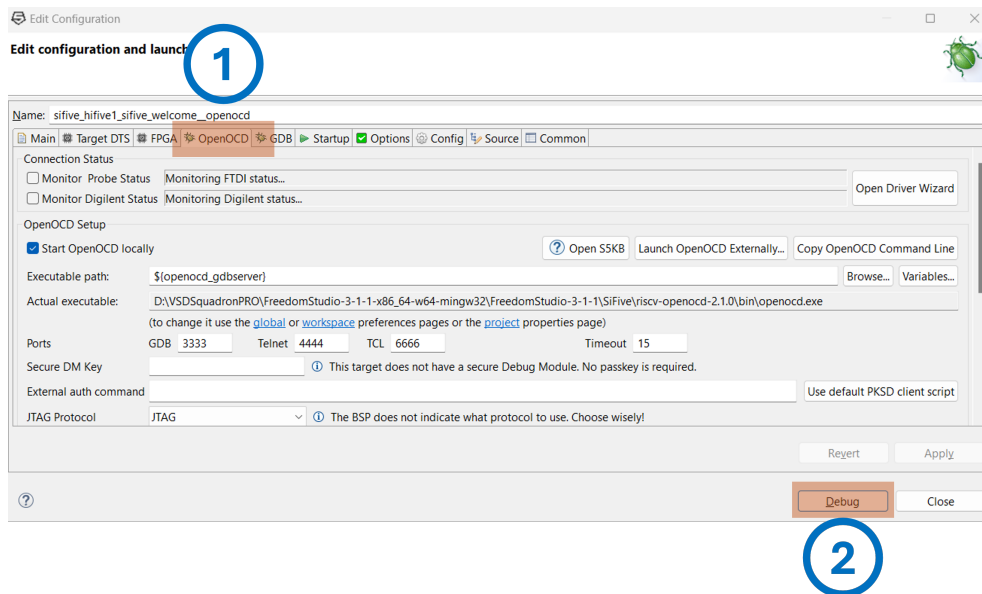 Edit Configuration
Edit configuration and launch
1
Name: sifive_hifive1_sifive_welcome__openocd
Main Target DTS FPGA OpenOCD GDB Startup Options Config Source Common
Connection Status
Monitor Probe Status Monitoring FTDI status...
Open Driver Wizard
Monitor Digilent Status Monitoring Digilent status...
OpenOCD Setup
Start OpenOCD locally ? Open S5KB Launch OpenOCD Externally... Copy OpenOCD Command Line
Executable path: ${openocd_gdbserver} Browse... Variables...
Actual executable: D:\VSDSquadronPRO\FreedomStudio-3-1-1-x86_64-w64-mingw32\FreedomStudio-3-1-1\SiFive\riscv-openocd-2.1.0\bin\openocd.exe
(to change it use the global or workspace preferences pages or the project properties page)
Ports GDB 3333 Telnet 4444 TCL 6666 Timeout 15
Secure DM Key This target does not have a secure Debug Module. No passkey is required.
External auth command Use default PKSD client script
JTAG Protocol JTAG The BSP does not indicate what protocol to use. Choose wisely!
Revert Apply
? Debug Close
2